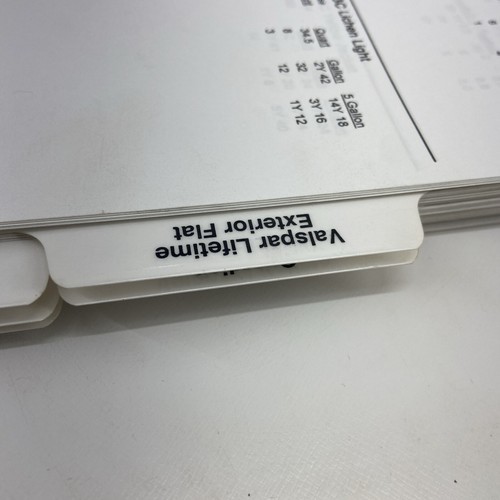 Lichen Light
Quart Gallon 5 Gallon
34.5 2Y 42 14Y 18
8 32 3Y 16
3 12 1Y 12
Valspar Lifetime
Exterior Flat